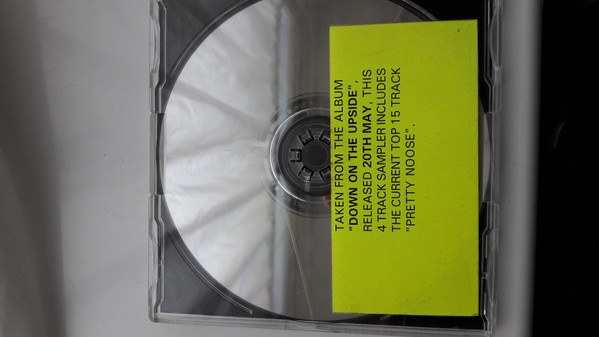 TAKEN FROM THE ALBUM
"DOWN ON THE UPSIDE",
RELEASED 20TH MAY, THIS
4 TRACK SAMPLER INCLUDES
THE CURRENT TOP 15 TRACK
"PRETTY NOOSE".